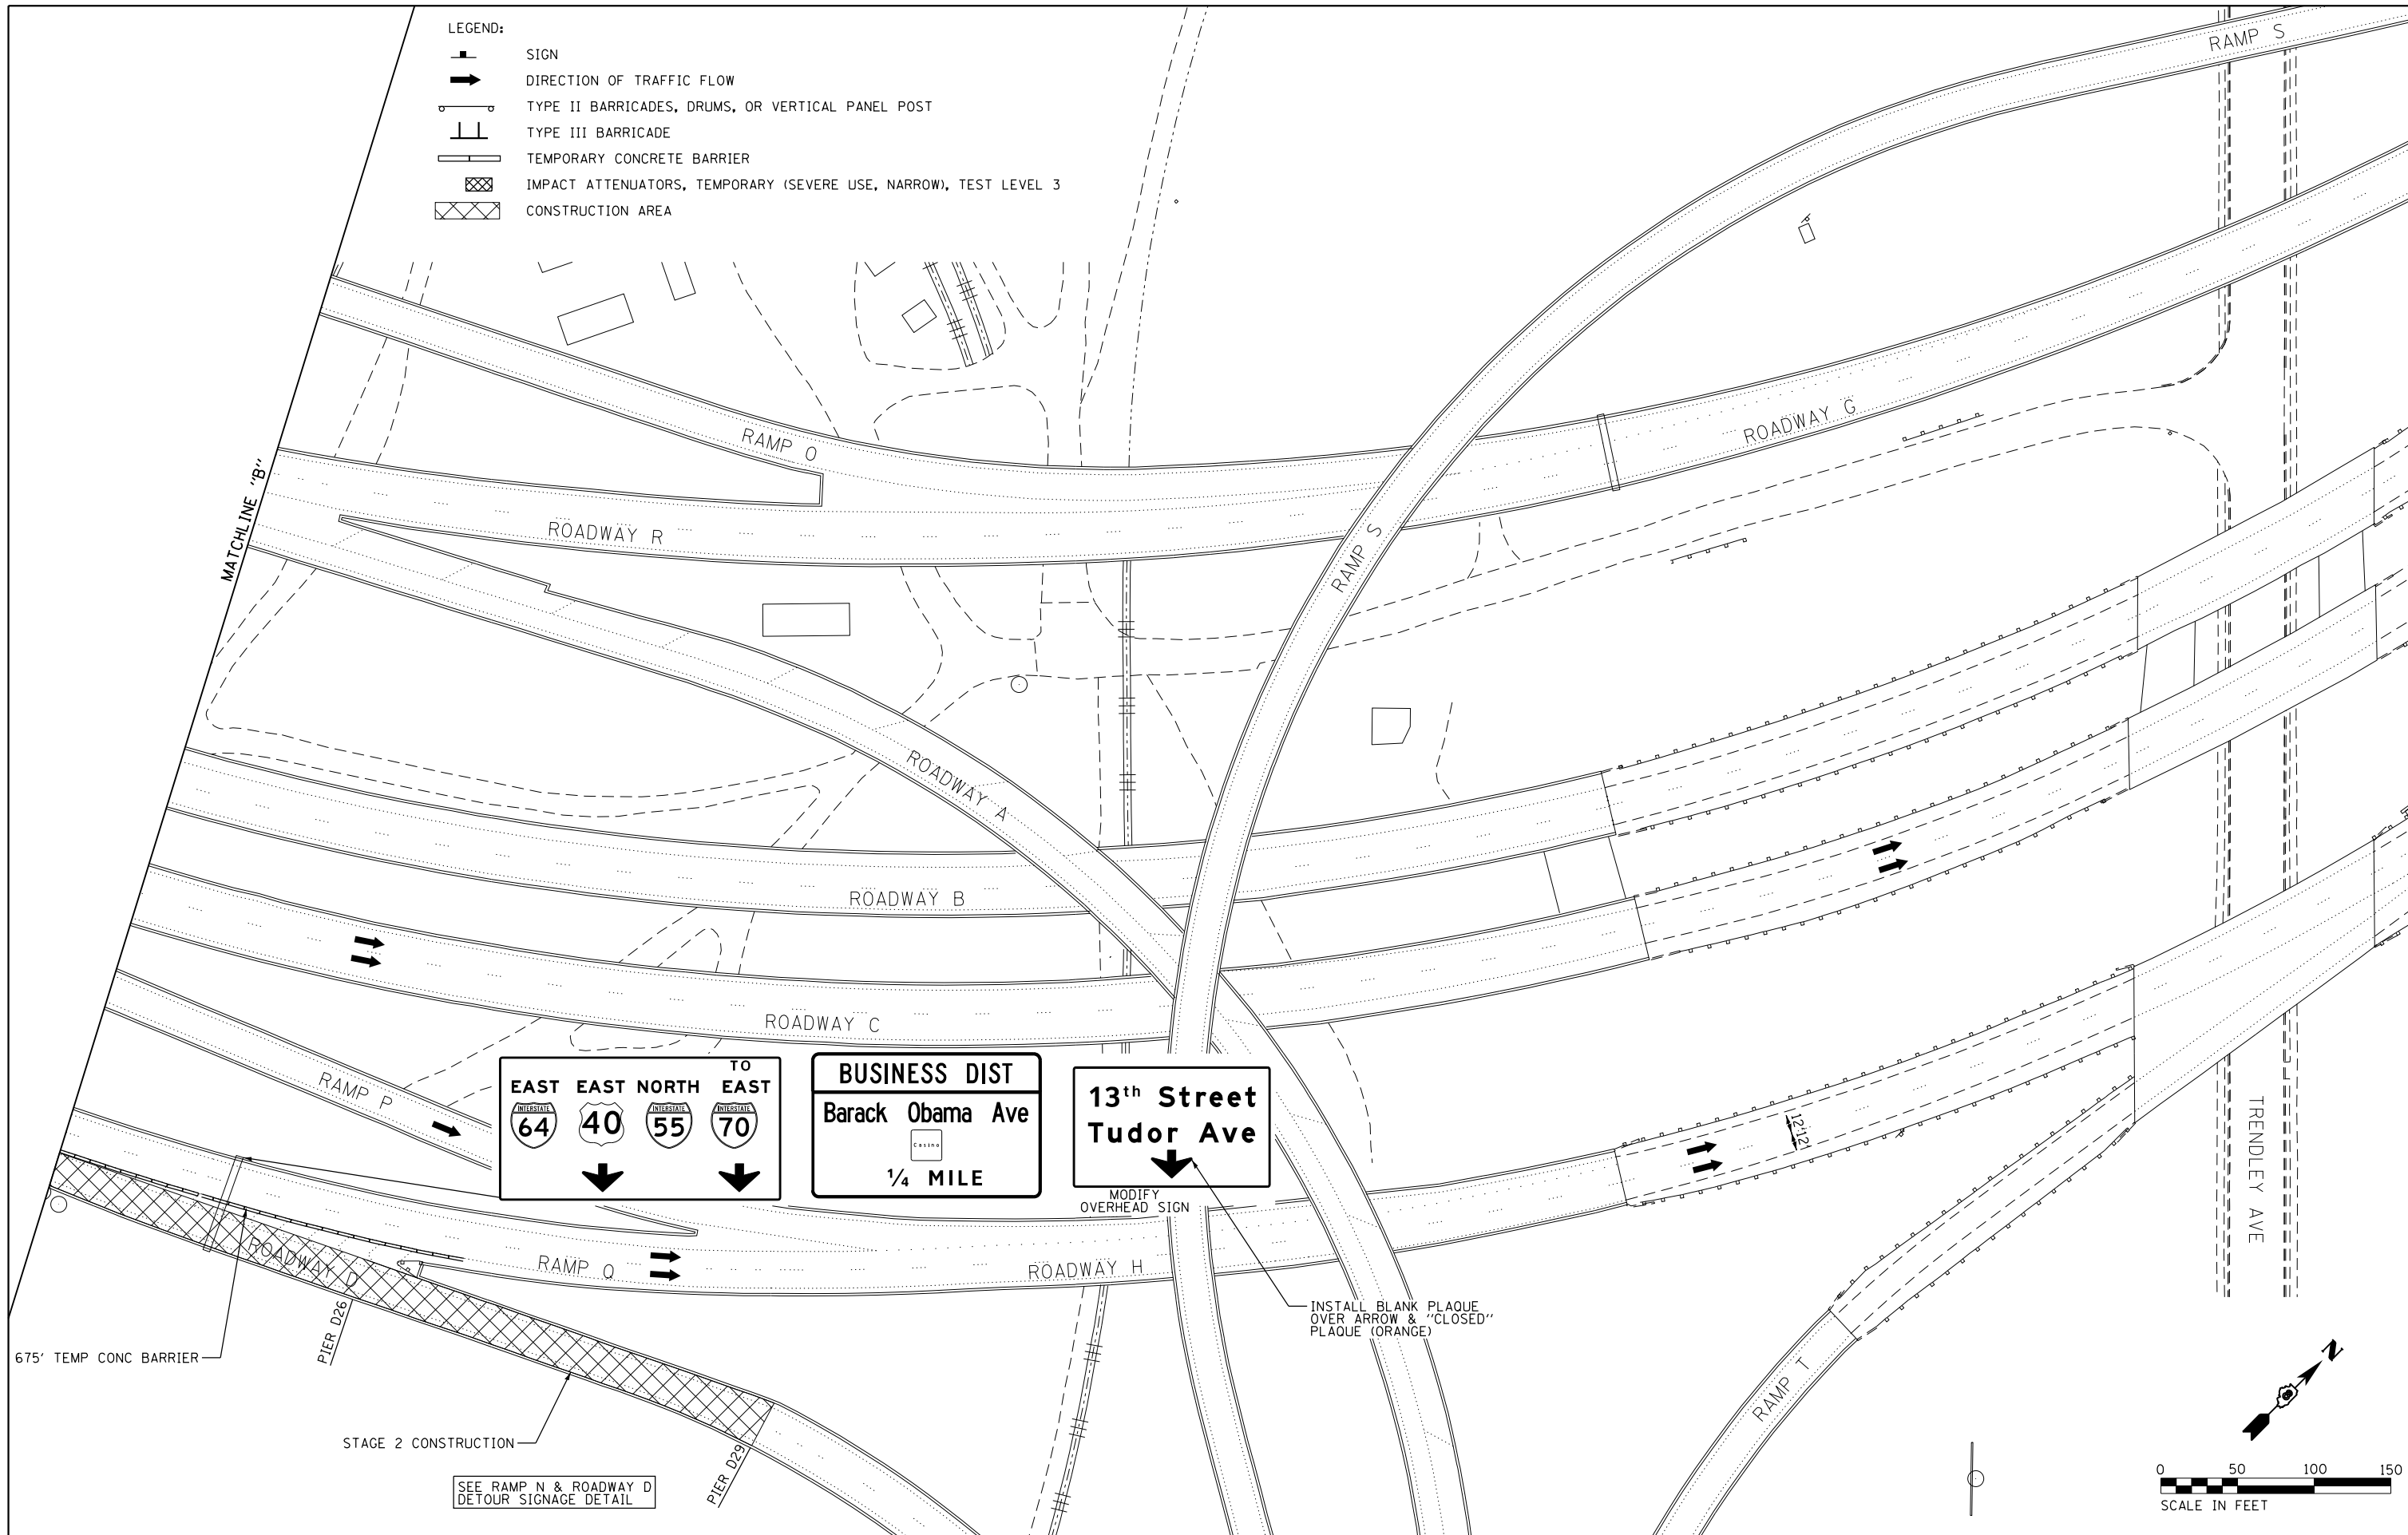 LEGEND:
SIGN
DIRECTION OF TRAFFIC FLOW
TYPE II BARRICADES, DRUMS, OR VERTICAL PANEL POST
TYPE III BARRICADE
TEMPORARY CONCRETE BARRIER
IMPACT ATTENUATORS, TEMPORARY (SEVERE USE, NARROW), TEST LEVEL 3
CONSTRUCTION AREA
RAMP S
MATCHLINE "B"
RAMP O
ROADWAY G
ROADWAY R
RAMP S
ROADWAY A
ROADWAY B
ROADWAY C
RAMP P
TO
EAST EAST NORTH EAST
INTERSTATE 64 40 INTERSTATE 55 INTERSTATE 70
BUSINESS DIST
Barack Obama Ave
Casino
1/4 MILE
13th Street
Tudor Ave
MODIFY
OVERHEAD SIGN
12' 12'
TRENDLEY AVE
ROADWAY D
RAMP Q
ROADWAY H
INSTALL BLANK PLAQUE
OVER ARROW & "CLOSED"
PLAQUE (ORANGE)
PIER D26
675' TEMP CONC BARRIER
STAGE 2 CONSTRUCTION
PIER D29
SEE RAMP N & ROADWAY D
DETOUR SIGNAGE DETAIL
RAMP T
N
0 50 100 150
SCALE IN FEET